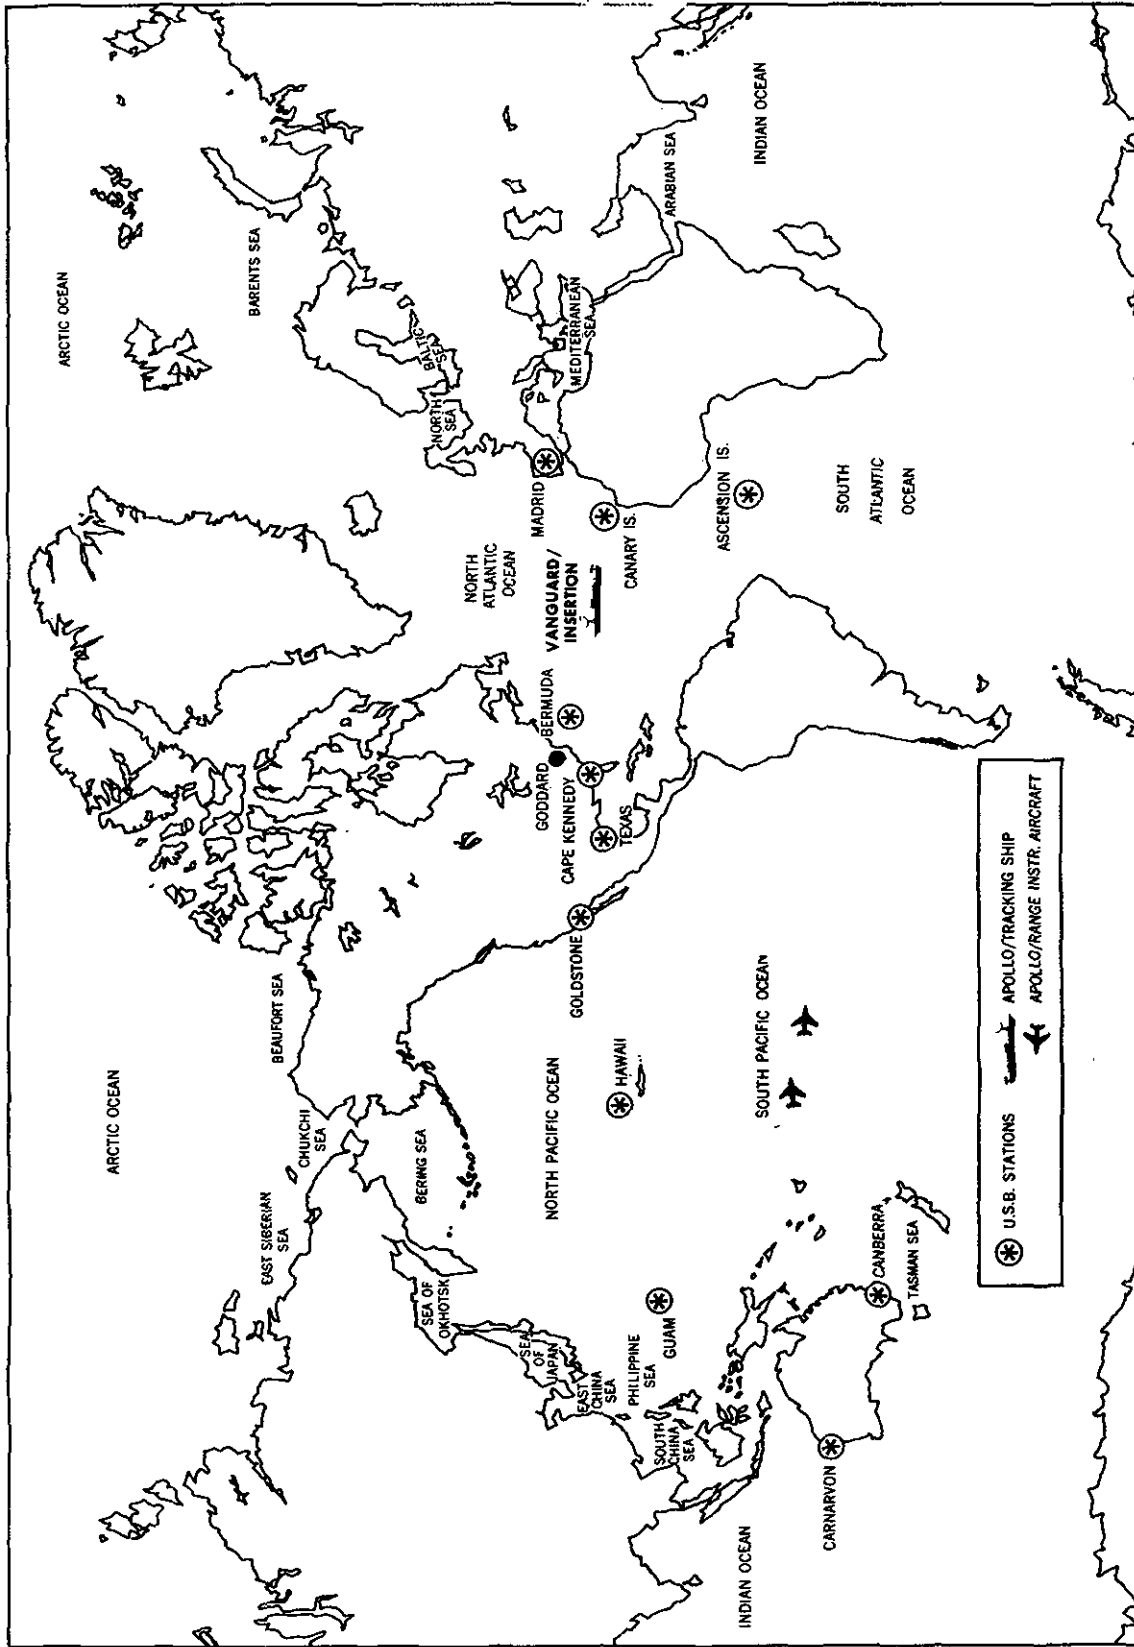 ARCTIC OCEAN
ARCTIC OCEAN
BARENTS SEA
EAST SIBERIAN
SEA
CHUKCHI
SEA
BEAUFORT SEA
BERING SEA
SEA OF
OKHOTSK
SEA
OF
JAPAN
EAST
CHINA
SEA
PHILIPPINE
SEA
SOUTH
CHINA
SEA
NORTH
SEA
BALTIC
SEA
MEDITERRANEAN
SEA
ARABIAN SEA
INDIAN OCEAN
NORTH PACIFIC OCEAN
NORTH
ATLANTIC
OCEAN
GOLDSTONE
TEXAS
CAPE KENNEDY
GODDARD
BERMUDA
VANGUARD/
INSERTION
MADRID
CANARY IS.
ASCENSION IS.
HAWAII
GUAM
SOUTH PACIFIC OCEAN
SOUTH
ATLANTIC
OCEAN
INDIAN OCEAN
CARNARVON
CANBERRA
TASMAN SEA
U.S.B. STATIONS
APOLLO/TRACKING SHIP
APOLLO/RANGE INSTR. AIRCRAFT